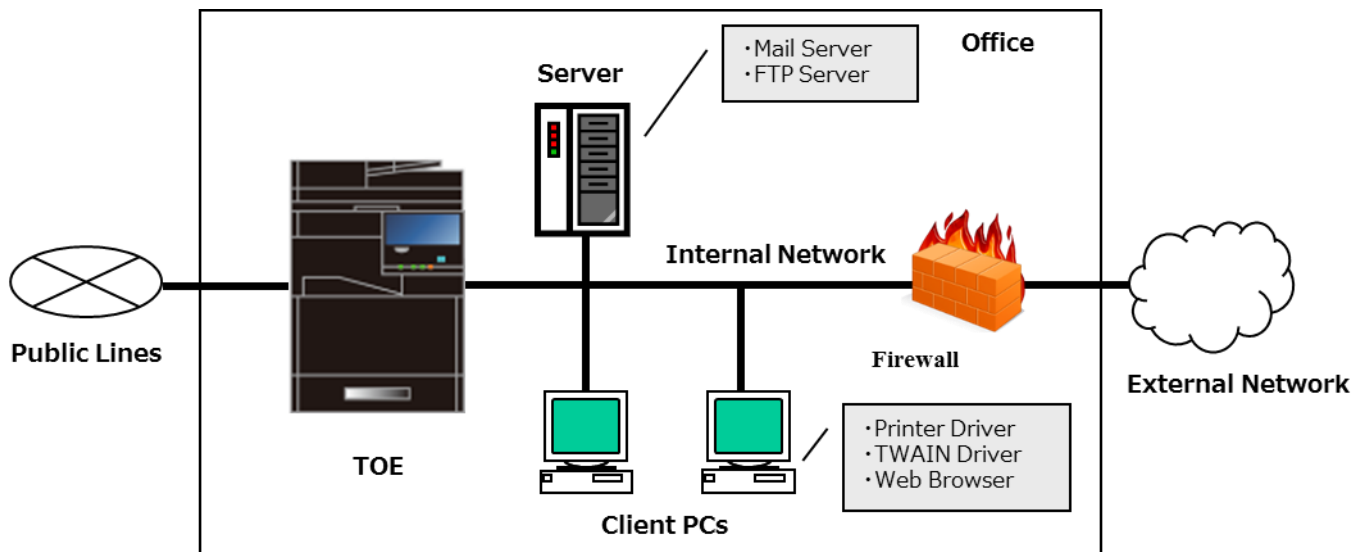 Office
・Mail Server
・FTP Server
Server
Internal Network
Public Lines
Firewall
External Network
TOE
・Printer Driver
・TWAIN Driver
・Web Browser
Client PCs